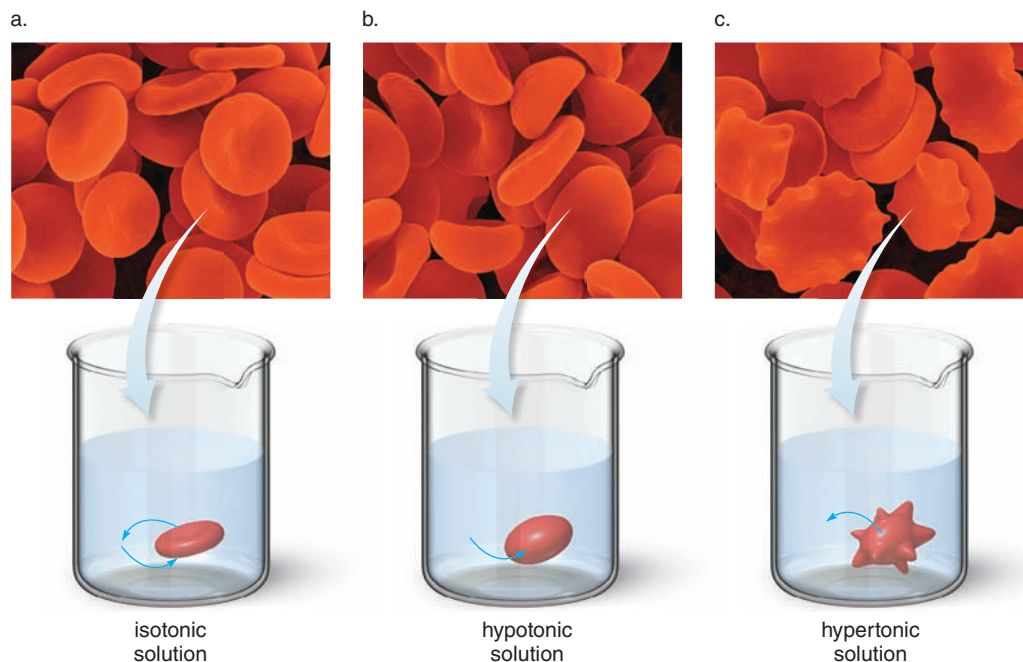 a.
b.
c.
isotonic
solution
hypotonic
solution
hypertonic
solution